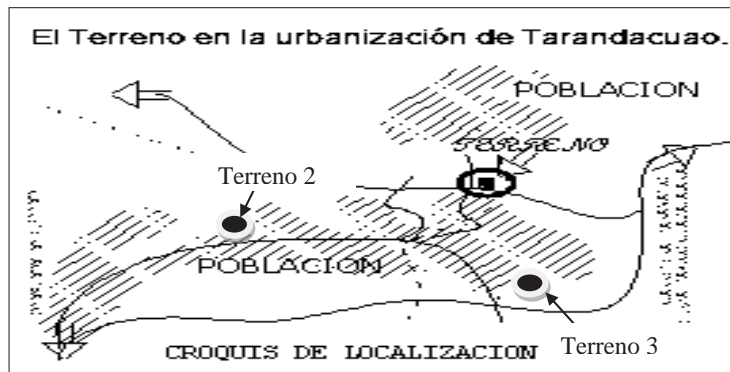 El Terreno en la urbanización de Tarandacuao.
POBLACION
TERRENO
Terreno 2
POBLACION
Terreno 3
CROQUIS DE LOCALIZACION